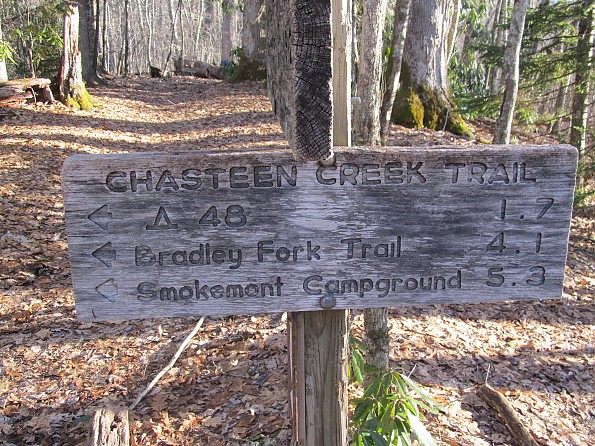 CHASTEEN CREEK TRAIL
← △ 48 1.7
← Bradley Fork Trail 4.1
← Smokemont Campground 5.3